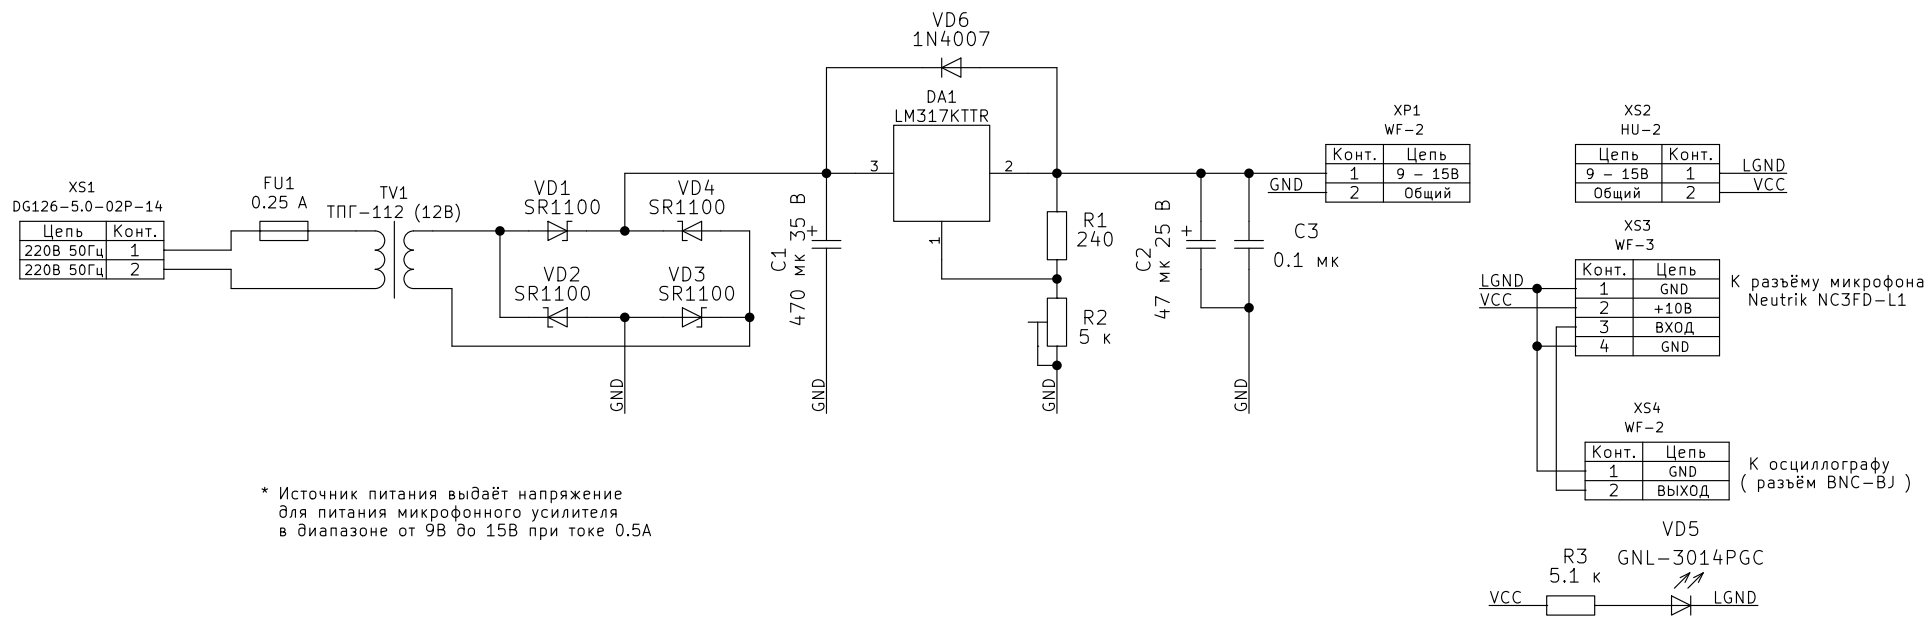 VD6
1N4007
DA1
LM317KTTR
3
2
1
XS1
DG126-5.0-02P-14
Цепь Конт.
220В 50Гц 1
220В 50Гц 2
FU1
0.25 А
TV1
ТПГ-112 (12В)
VD1
SR1100
VD4
SR1100
VD2
SR1100
VD3
SR1100
GND
C1
470 мк 35 В
+
GND
R1
240
R2
5 к
GND
C2
47 мк 25 В
+
C3
0.1 мк
GND
XP1
WF-2
Конт. Цепь
1 9 - 15В
2 Общий
GND
XS2
HU-2
Цепь Конт.
9 - 15В 1
Общий 2
LGND
VCC
XS3
WF-3
Конт. Цепь
1 GND
2 +10В
3 ВХОД
4 GND
LGND
VCC
К разъёму микрофона
Neutrik NC3FD-L1
XS4
WF-2
Конт. Цепь
1 GND
2 ВЫХОД
К осциллографу
( разъём BNC-BJ )
* Источник питания выдаёт напряжение
для питания микрофонного усилителя
в диапазоне от 9В до 15В при токе 0.5А
VD5
GNL-3014PGC
R3
5.1 к
VCC
LGND